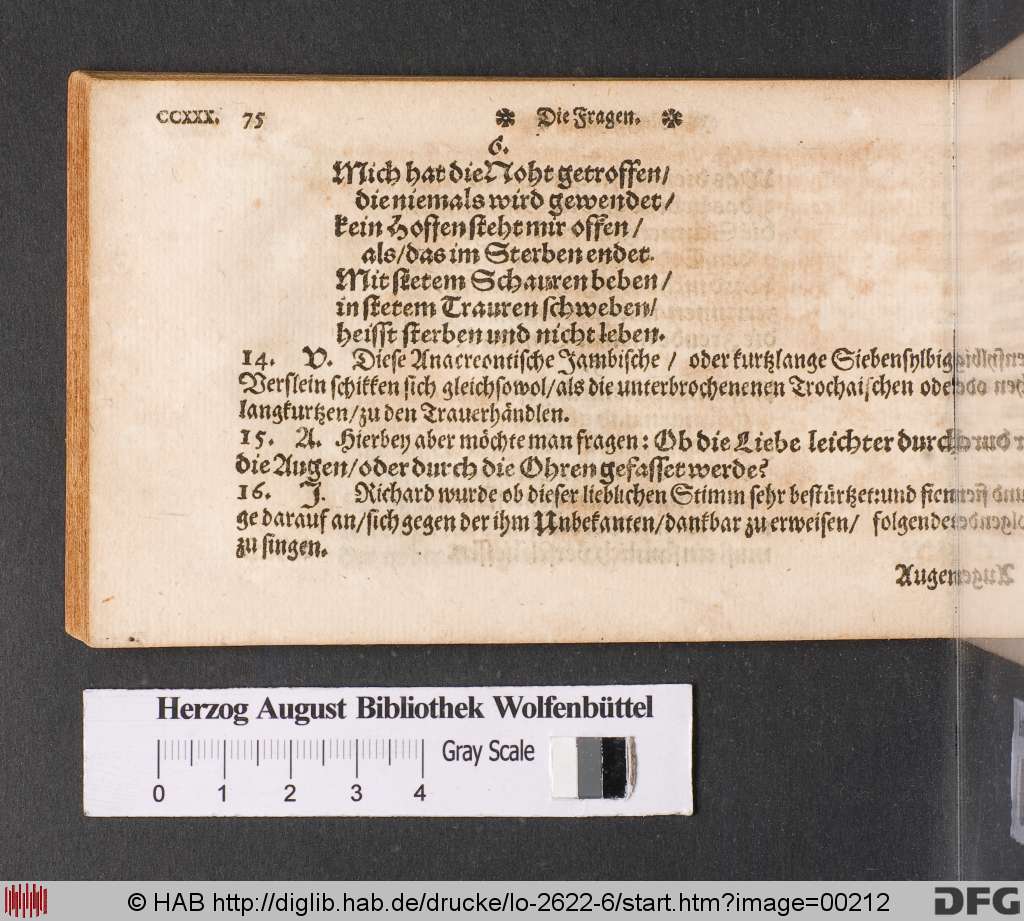 CCXXX. 75 ✽ Die Fragen. ✽
6.
Mich hat die Noht getroffen/
die niemals wird gewendet/
kein Hoffen steht mir offen/
als/das im Sterben endet.
Mit stetem Schauren beben/
in stetem Trauren schweben/
heisst sterben und nicht leben.
14. V. Diese Anacreontische Jambische / oder kurtzlange Siebensylbig
Verslein schikken sich gleichsowol/als die unterbrochenenen Trochaischen oder
langkurtzen/zu den Trauerhändlen.
15. A. Hierbey aber möchte man fragen: Ob die Liebe leichter durch
die Augen/oder durch die Ohren gefasset werde?
16. J. Richard wurde ob dieser lieblichen Stimm sehr bestürtzet:und
ge darauf an/sich gegen der ihm Unbekanten/dankbar zu erweisen/ folgendes
zu singen.
Augen
Herzog August Bibliothek Wolfenbüttel
Gray Scale
0 1 2 3 4
© HAB http://diglib.hab.de/drucke/lo-2622-6/start.htm?image=00212
DFG